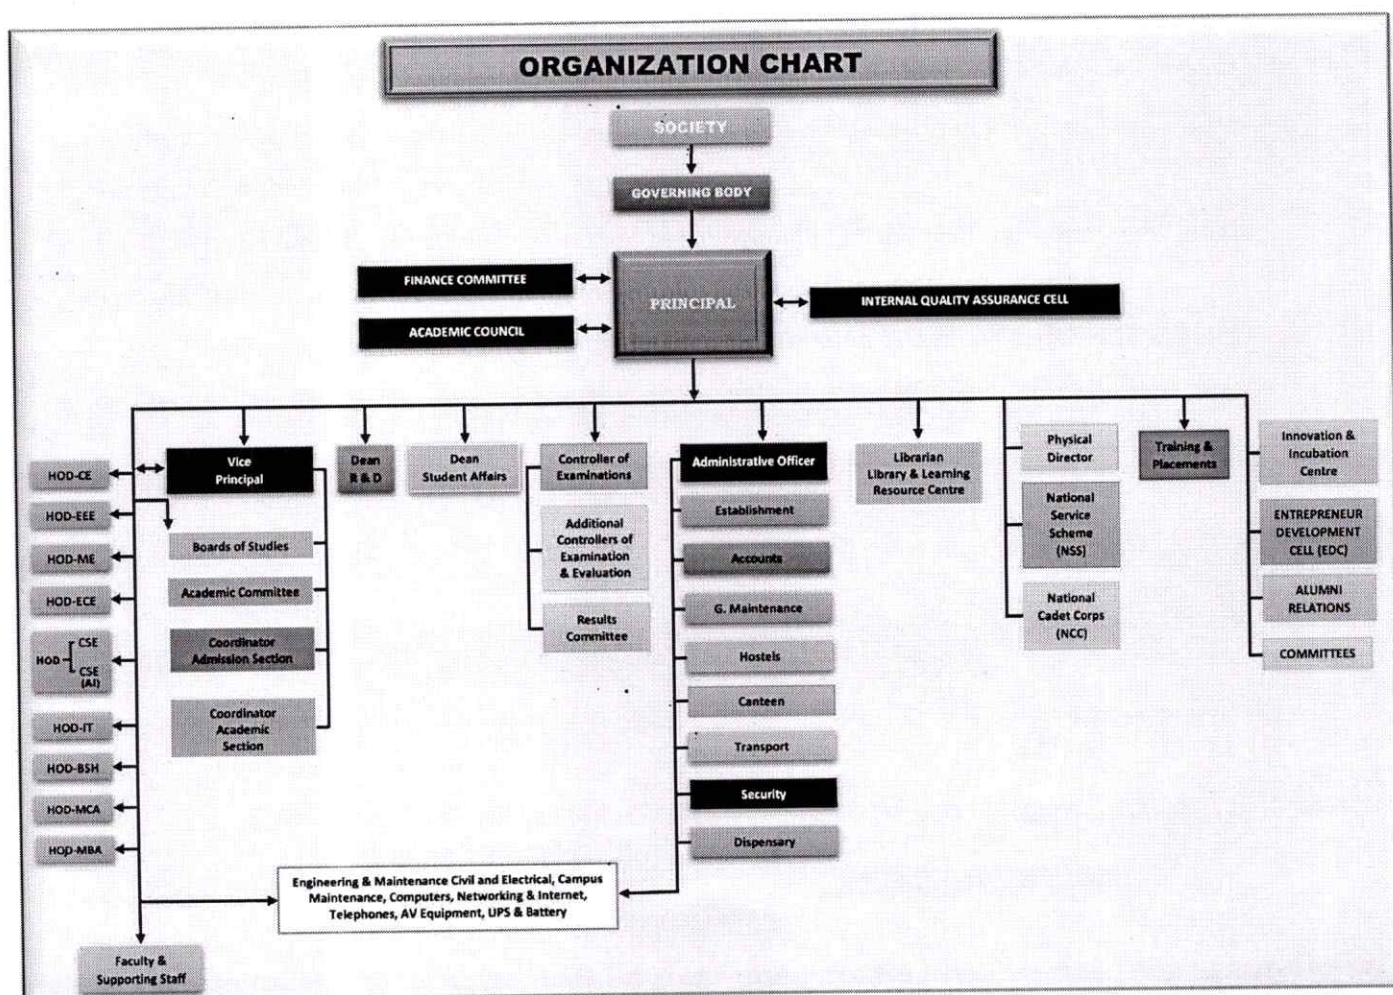 ORGANIZATION CHART
SOCIETY
GOVERNING BODY
FINANCE COMMITTEE
ACADEMIC COUNCIL
PRINCIPAL
INTERNAL QUALITY ASSURANCE CELL
HOD-CE
HOD-EEE
HOD-ME
HOD-ECE
HOD
CSE
CSE
(AI)
HOD-IT
HOD-BSH
HOD-MCA
HOD-MBA
Vice
Principal
Boards of Studies
Academic Committee
Coordinator
Admission Section
Coordinator
Academic
Section
Dean
R & D
Dean
Student Affairs
Controller of
Examinations
Additional
Controllers of
Examination
& Evaluation
Results
Committee
Administrative Officer
Establishment
Accounts
G. Maintenance
Hostels
Canteen
Transport
Security
Dispensary
Librarian
Library & Learning
Resource Centre
Physical
Director
National
Service
Scheme
(NSS)
National
Cadet Corps
(NCC)
Training &
Placements
Innovation &
Incubation
Centre
ENTREPRENEUR
DEVELOPMENT
CELL (EDC)
ALUMNI
RELATIONS
COMMITTEES
Engineering & Maintenance Civil and Electrical, Campus
Maintenance, Computers, Networking & Internet,
Telephones, AV Equipment, UPS & Battery
Faculty &
Supporting Staff